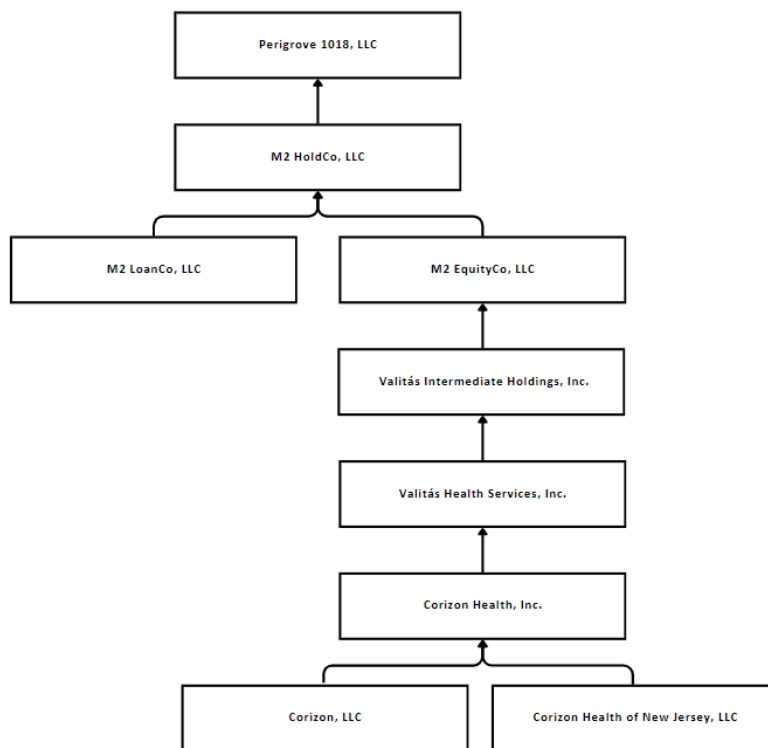 Perigrove 1018, LLC
M2 HoldCo, LLC
M2 LoanCo, LLC
M2 EquityCo, LLC
Valitás Intermediate Holdings, Inc.
Valitás Health Services, Inc.
Corizon Health, Inc.
Corizon, LLC
Corizon Health of New Jersey, LLC